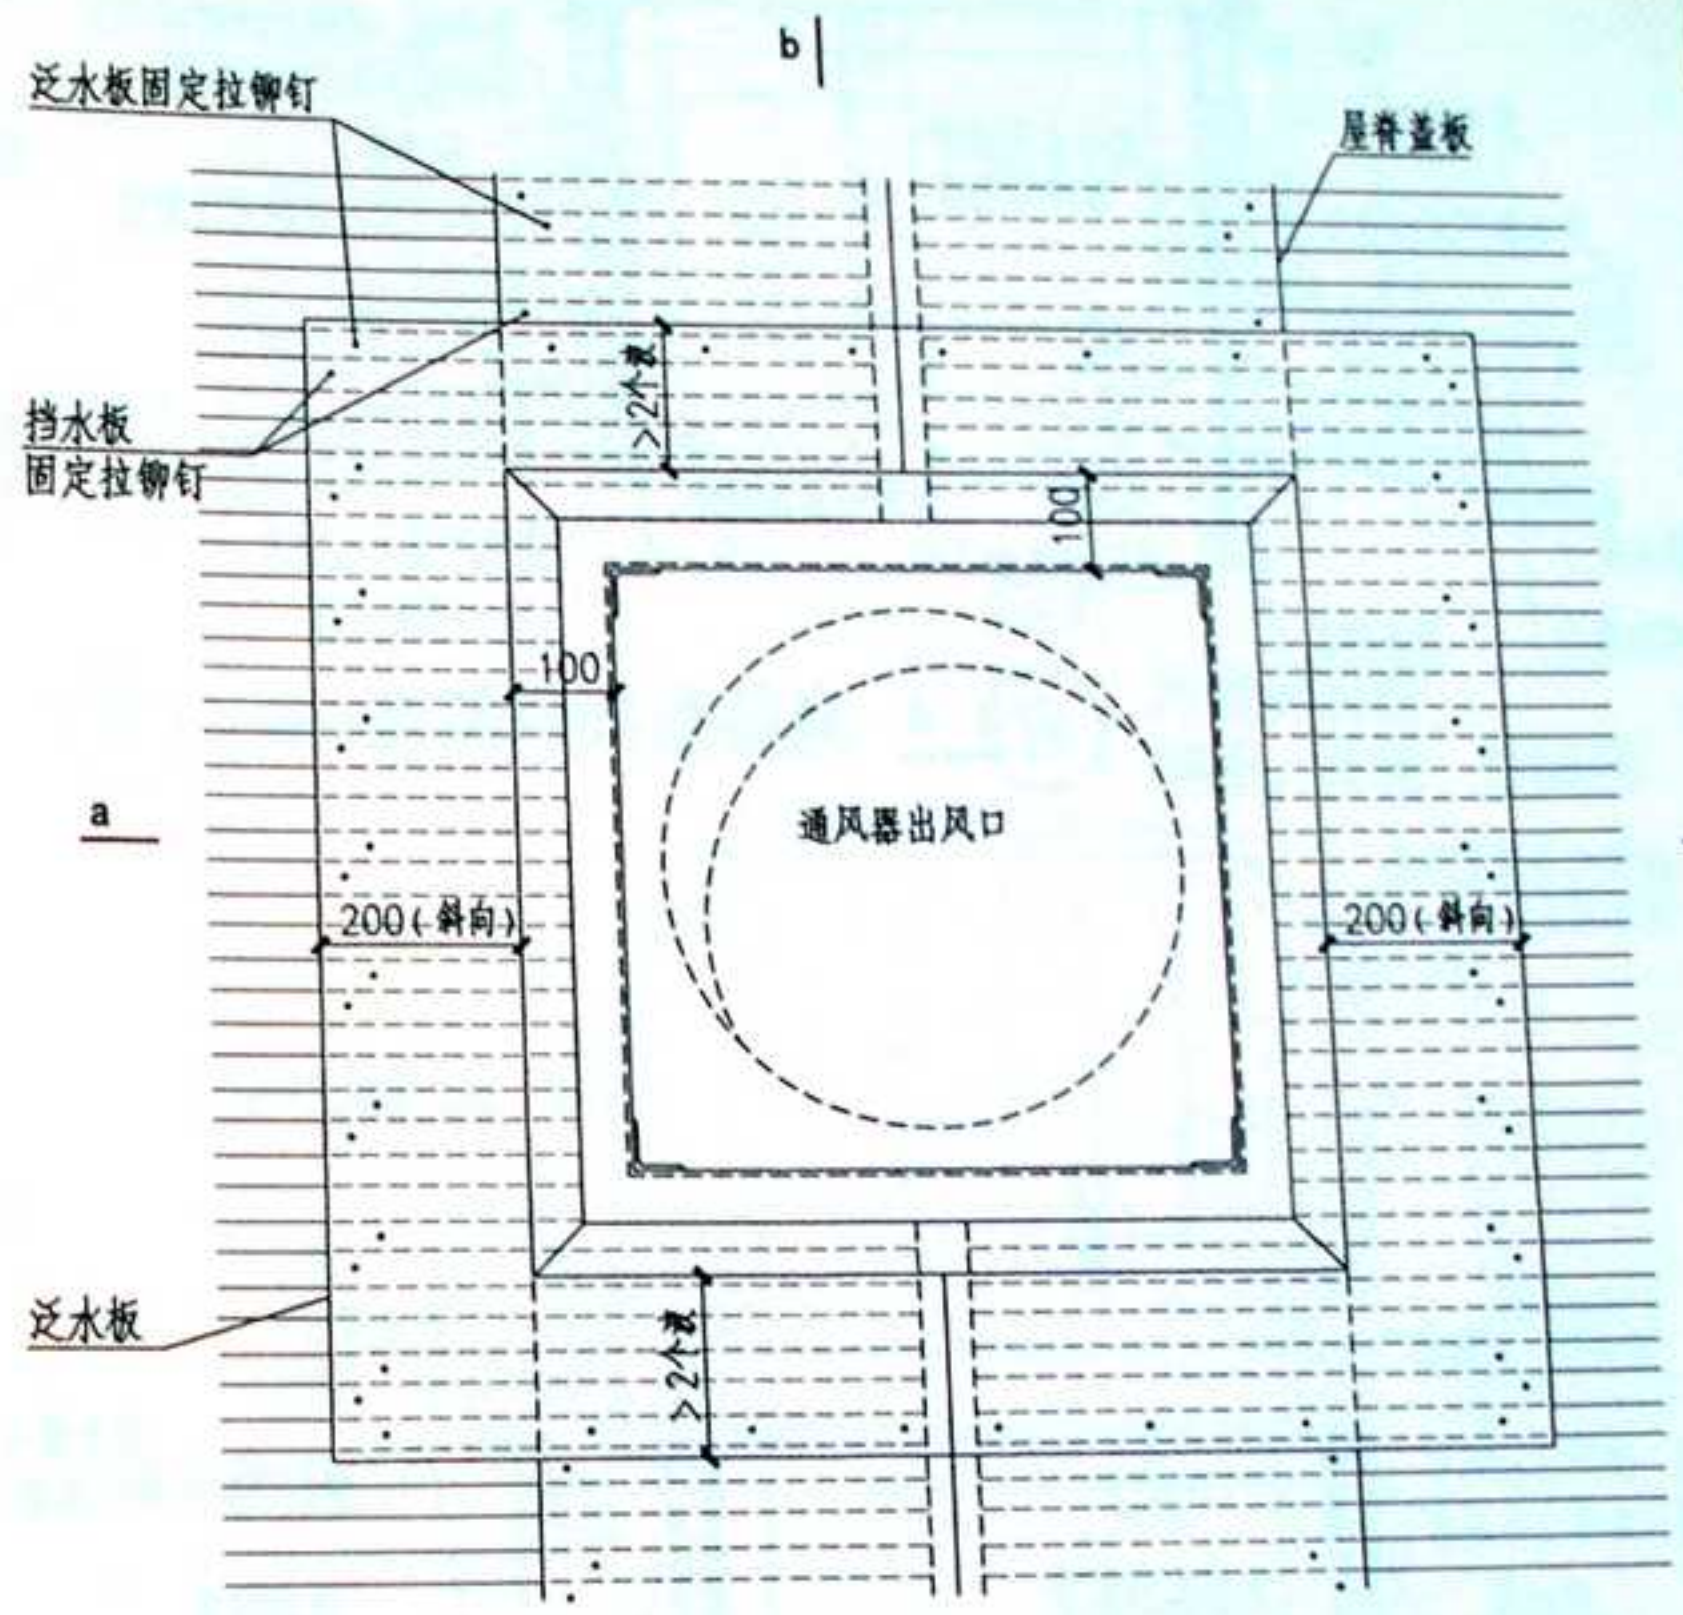 b
泛水板固定拉铆钉
屋脊盖板
>2个波
挡水板
固定拉铆钉
100
100
a
通风器出风口
200(斜向)
200(斜向)
泛水板
>2个波